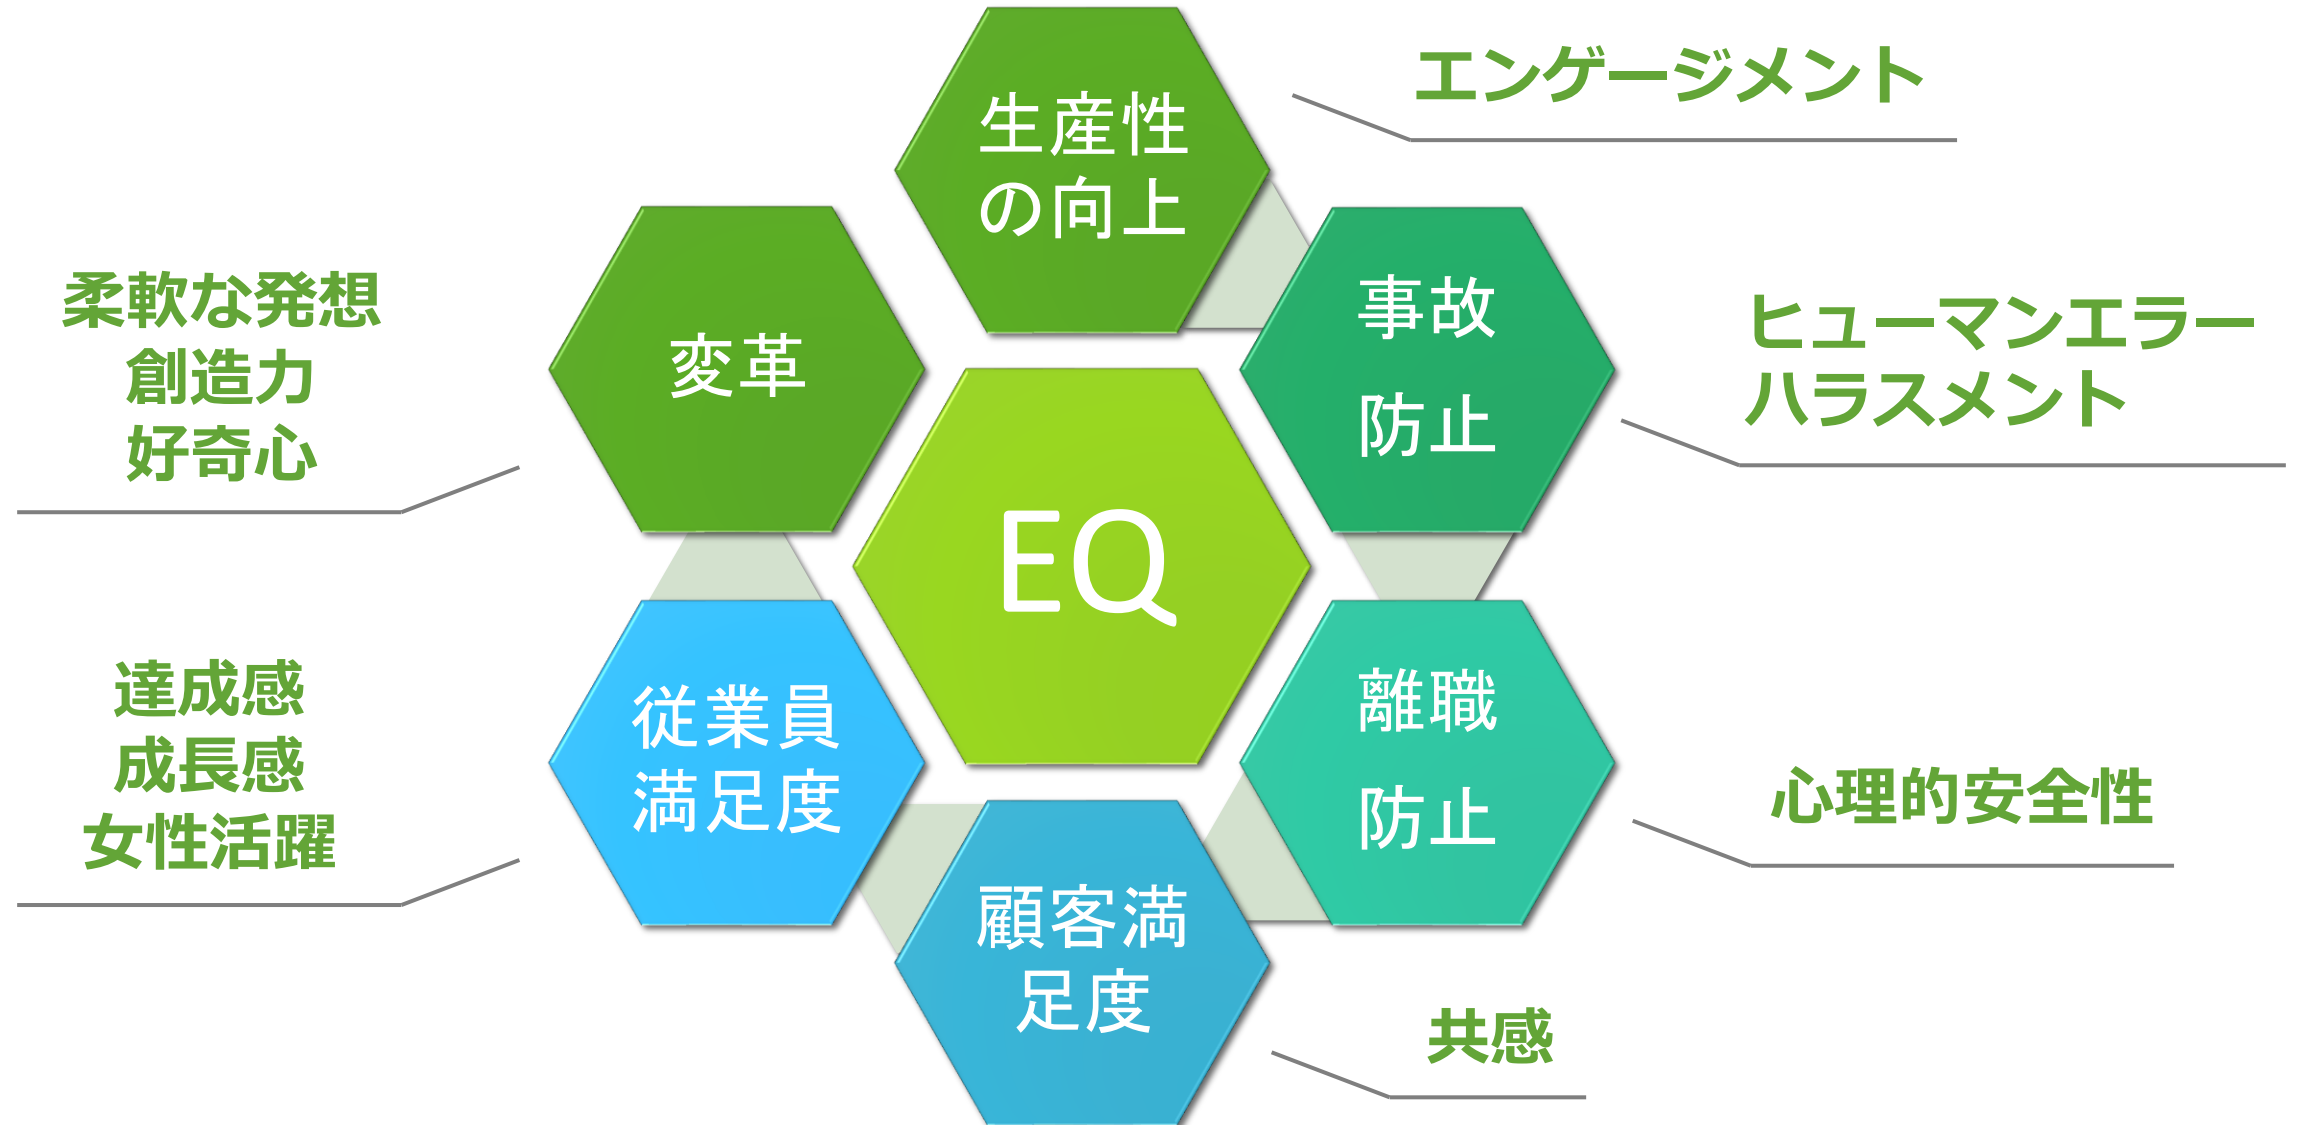 生産性
の向上
エンゲージメント
事故
防止
ヒューマンエラー
ハラスメント
変革
柔軟な発想
創造力
好奇心
EQ
離職
防止
心理的安全性
従業員
満足度
達成感
成長感
女性活躍
顧客満
足度
共感